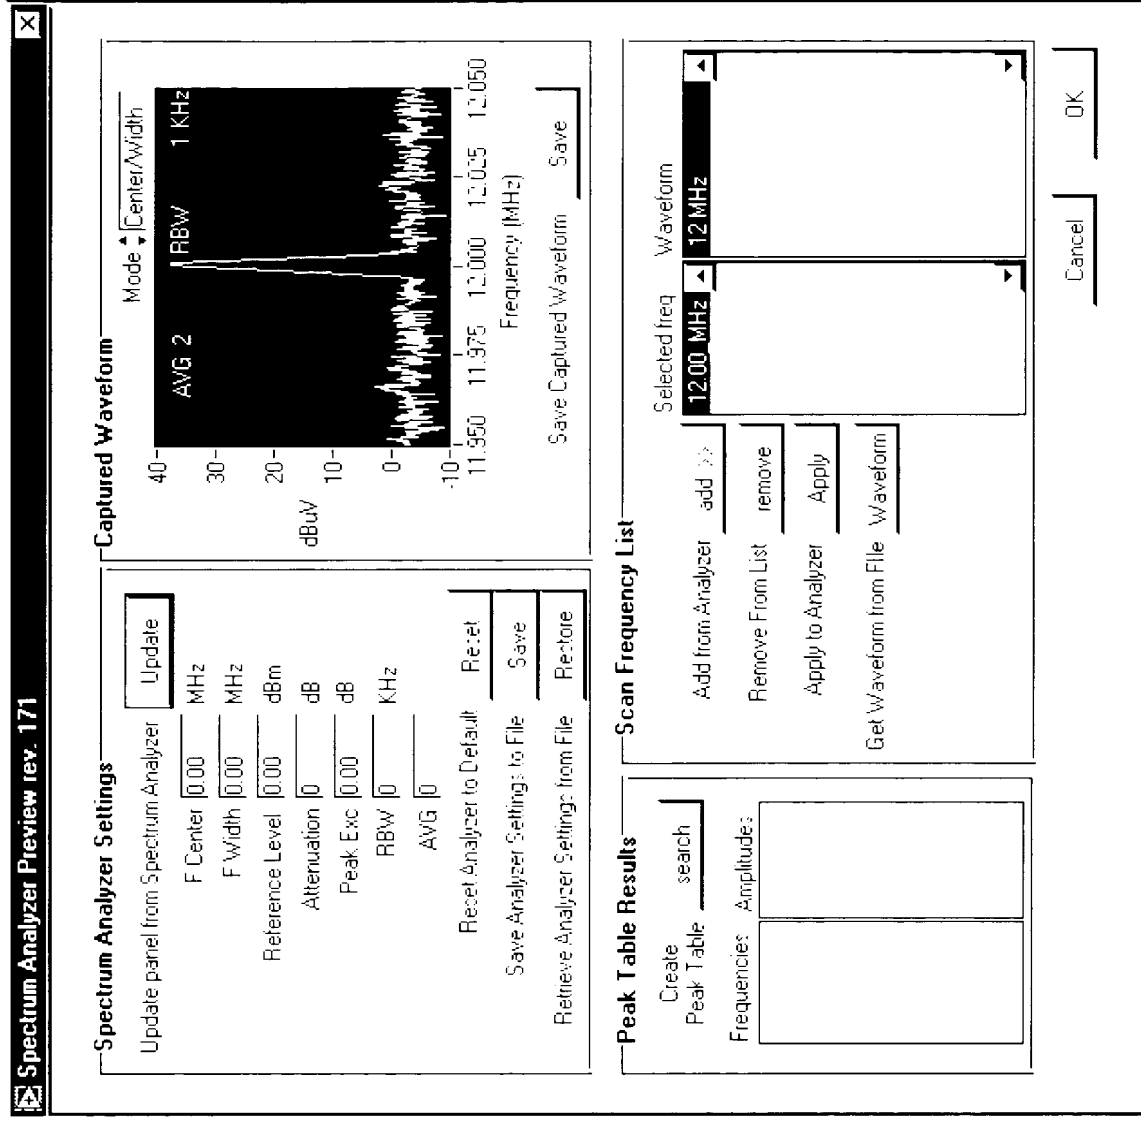 Spectrum Analyzer Preview rev. 171
Spectrum Analyzer Settings
Update panel from Spectrum Analyzer Update
F Center 0.00 MHz
F Width 0.00 MHz
Reference Level 0.00 dBm
Attenuation 0 dB
Peak Exc 0.00 dB
RBW 0 KHz
AVG 0
Reset Analyzer to Default Reset
Save Analyzer Settings to File Save
Retrieve Analyzer Settings from File Restore
Captured Waveform
Mode Center/Width
AVG 2 RBW 1 KHz
40-
30-
20-
10-
0-
-10-
dBuV
11.950 11.975 12.000 12.025 12.050
Frequency (MHz)
Save Captured Waveform Save
Peak Table Results
Create
Peak Table search
Frequencies Amplitudes
Scan Frequency List
Selected freq Waveform
Add from Analyzer add >> 12.00 MHz 12 MHz
Remove From List remove
Apply to Analyzer Apply
Get Waveform from File Waveform
Cancel OK